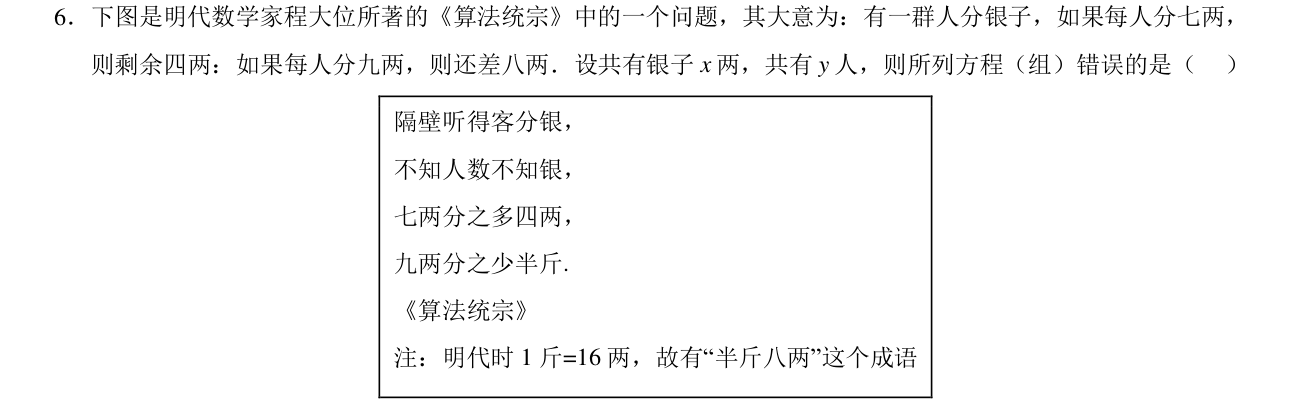 6．下图是明代数学家程大位所著的《算法统宗》中的一个问题，其大意为：有一群人分银子，如果每人分七两，
则剩余四两：如果每人分九两，则还差八两．设共有银子 x 两，共有 y 人，则所列方程（组）错误的是（　）
隔壁听得客分银，
不知人数不知银，
七两分之多四两，
九两分之少半斤.
《算法统宗》
注：明代时 1 斤=16 两，故有“半斤八两”这个成语